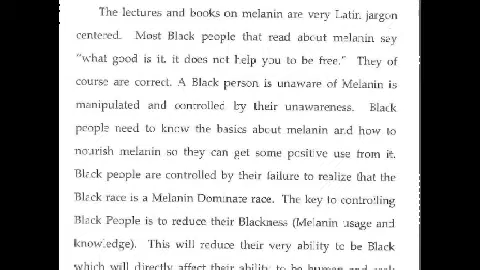 The lectures and books on melanin are very Latin jargon
centered. Most Black people that read about melanin say
"what good is it, it does not help you to be free." They of
course are correct. A Black person is unaware of Melanin is
manipulated and controlled by their unawareness. Black
people need to know the basics about melanin and how to
nourish melanin so they can get some positive use from it.
Black people are controlled by their failure to realize that the
Black race is a Melanin Dominate race. The key to controlling
Black People is to reduce their Blackness (Melanin usage and
knowledge). This will reduce their very ability to be Black
which will directly affect their ability to be human and